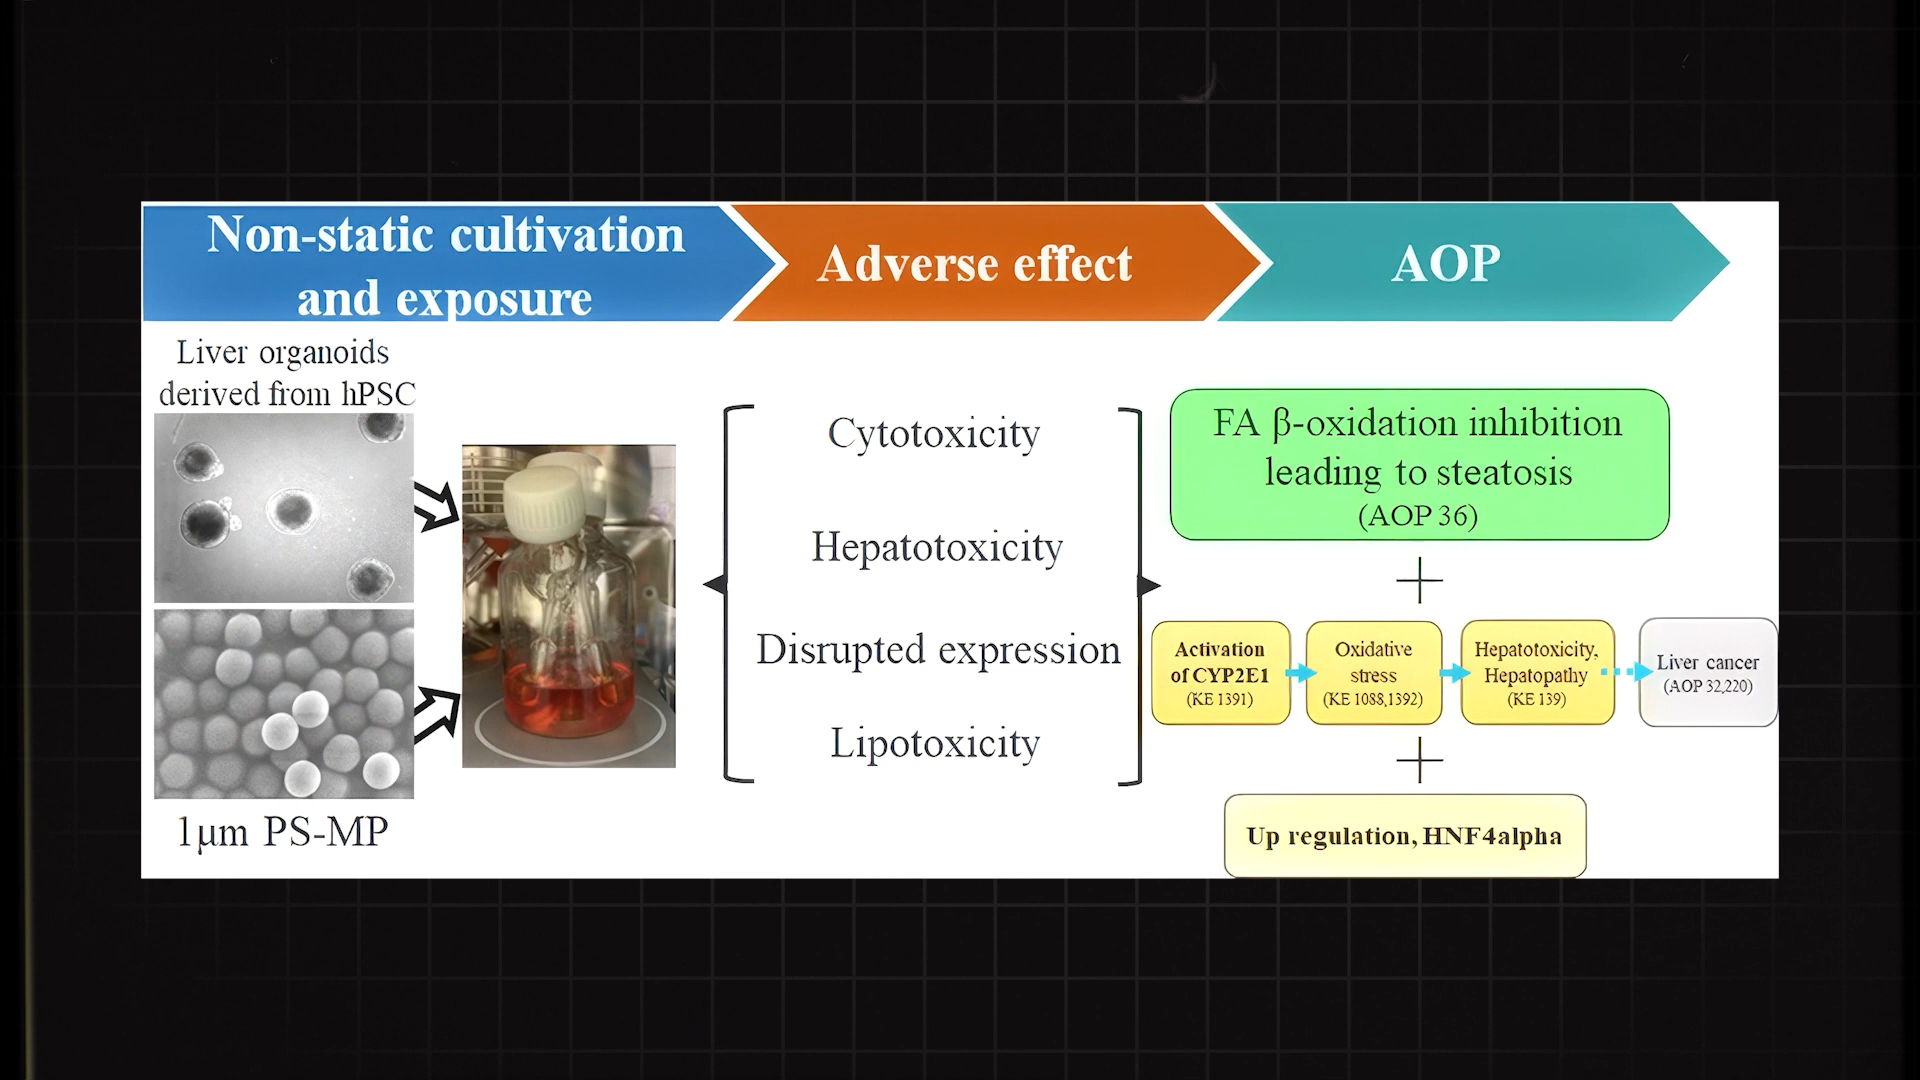 Non-static cultivation
and exposure
Adverse effect
AOP
Liver organoids
derived from hPSC
1μm PS-MP
Cytotoxicity
Hepatotoxicity
Disrupted expression
Lipotoxicity
FA β-oxidation inhibition
leading to steatosis
(AOP 36)
+
Activation
of CYP2E1
(KE 1391)
Oxidative
stress
(KE 1088,1392)
Hepatotoxicity,
Hepatopathy
(KE 139)
Liver cancer
(AOP 32,220)
+
Up regulation, HNF4alpha